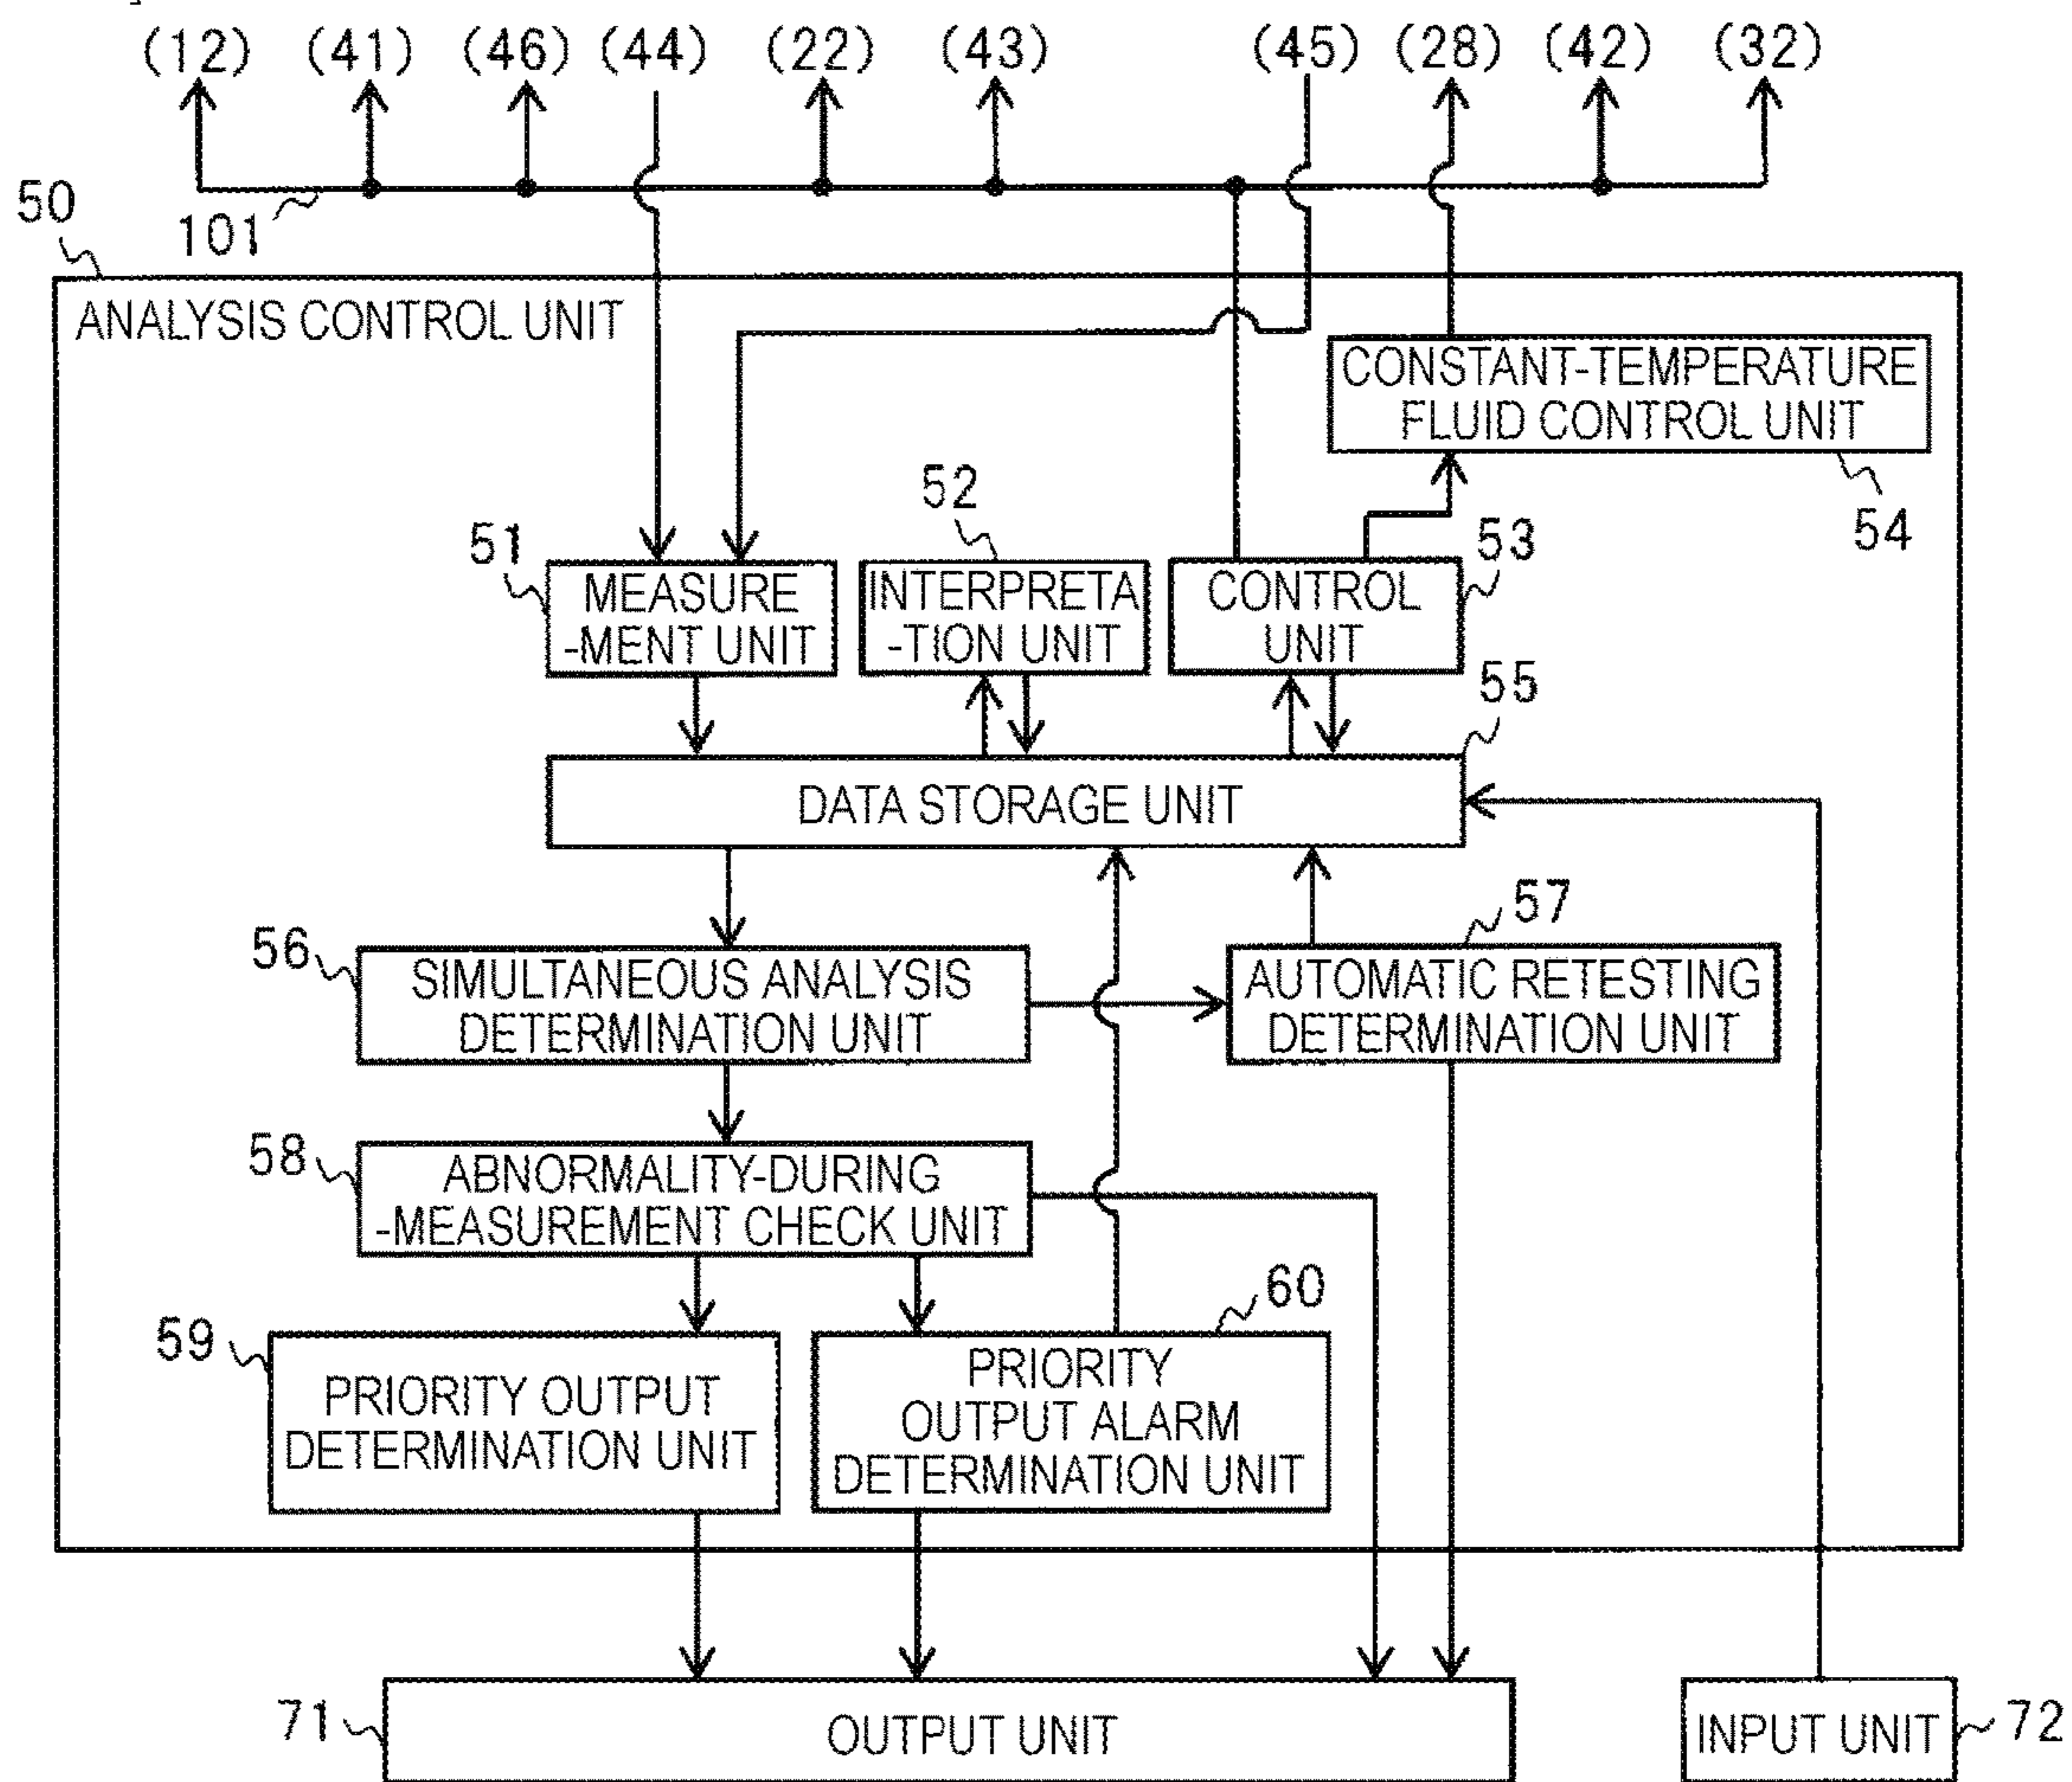 (12) (41) (46) (44) (22) (43) (45) (28) (42) (32)
101
50
ANALYSIS CONTROL UNIT
CONSTANT-TEMPERATURE
FLUID CONTROL UNIT
54
51
MEASURE
-MENT UNIT
52
INTERPRETA
-TION UNIT
53
CONTROL
UNIT
55
DATA STORAGE UNIT
56
SIMULTANEOUS ANALYSIS
DETERMINATION UNIT
57
AUTOMATIC RETESTING
DETERMINATION UNIT
58
ABNORMALITY-DURING
-MEASUREMENT CHECK UNIT
59
PRIORITY OUTPUT
DETERMINATION UNIT
60
PRIORITY
OUTPUT ALARM
DETERMINATION UNIT
71
OUTPUT UNIT
INPUT UNIT
72